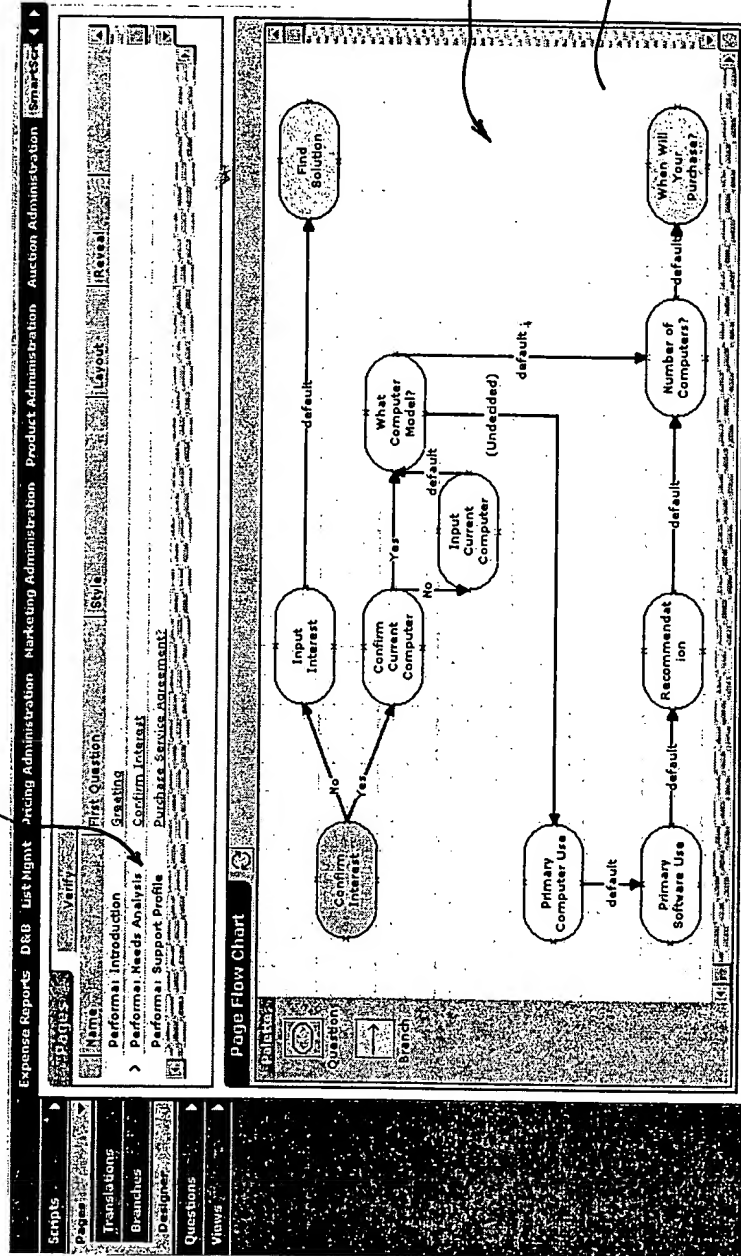 Expense Reports D&B List Mgmt Pricing Administration Marketing Administration Product Administration Auction Administration Smartscr
Scripts
Pages
Translations
Branches
Designer
Questions
Views
Pages
Verify
Name First Question Style Layout Reveal
Performa: Introduction Greeting
> Performa: Needs Analysis Confirm Interest
Performa: Support Profile Purchase Service Agreement?
Page Flow Chart
Palette
Question
Branch
Confirm
Interest
No
Yes
Input
Interest
default
Find
Solution
Confirm
Current
Computer
Yes
No
Input
Current
Computer
default
What
Computer
Model?
(Undecided)
default
Primary
Computer Use
default
Primary
Software Use
default
Recommendat
ion
default
Number of
Computers?
default
When Will
Your
Purchase?